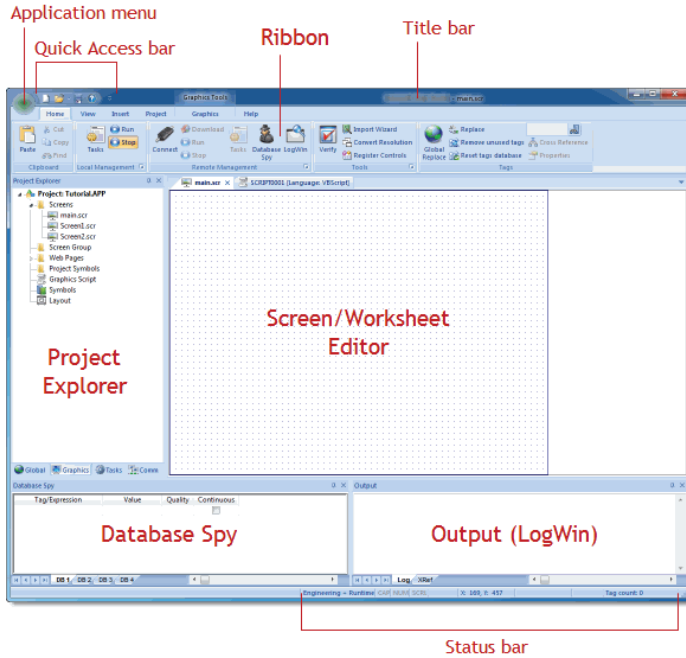 Application menu
Quick Access bar
Ribbon
Title bar
Graphics Tools
main.scr
Home View Insert Project Graphics Help
Cut
Copy
Find
Paste
Clipboard
Run
Stop
Tasks
Local Management
Connect
Download
Run
Stop
Tasks
Database Spy
LogWin
Remote Management
Verify
Import Wizard
Convert Resolution
Register Controls
Tools
Global Replace
Replace
Remove unused tags
Reset tags database
Cross Reference
Properties
Tags
Project Explorer
main.scr
SCRIPT0001 (Language: VBScript)
Project: Tutorial.APP
Screens
main.scr
Screen1.scr
Screen2.scr
Screen Group
Web Pages
Project Symbols
Graphics Script
Symbols
Layout
Project
Explorer
Screen/Worksheet
Editor
Global Graphics Tasks Comm
Database Spy
Output
Tag/Expression Value Quality Continuous
Database Spy
Output (LogWin)
DB 1 DB 2 DB 3 DB 4
Log XRef
Engineering + Runtime CAP NUM SCRL
Tag count: 0
Status bar